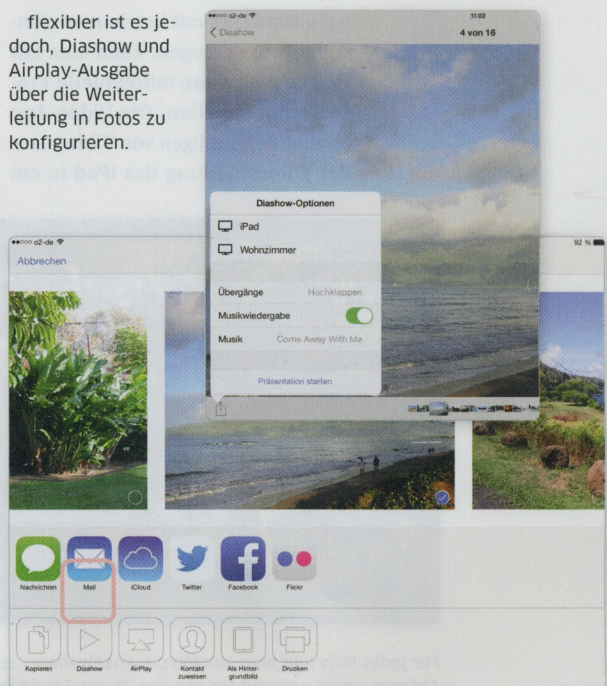 flexibler ist es je-
doch, Diashow und
Airplay-Ausgabe
über die Weiter-
leitung in Fotos zu
konfigurieren.
o2-de 11:03
Diashow 4 von 16
Diashow-Optionen
iPad
Wohnzimmer
Übergänge Hochklappen
Musikwiedergabe
Musik Come Away With Me
Präsentation starten
o2-de 92 %
Abbrechen
Nachrichten Mail iCloud Twitter Facebook Flickr
Kopieren Diashow AirPlay Kontakt zuweisen Als Hinter-grundbild Drucken